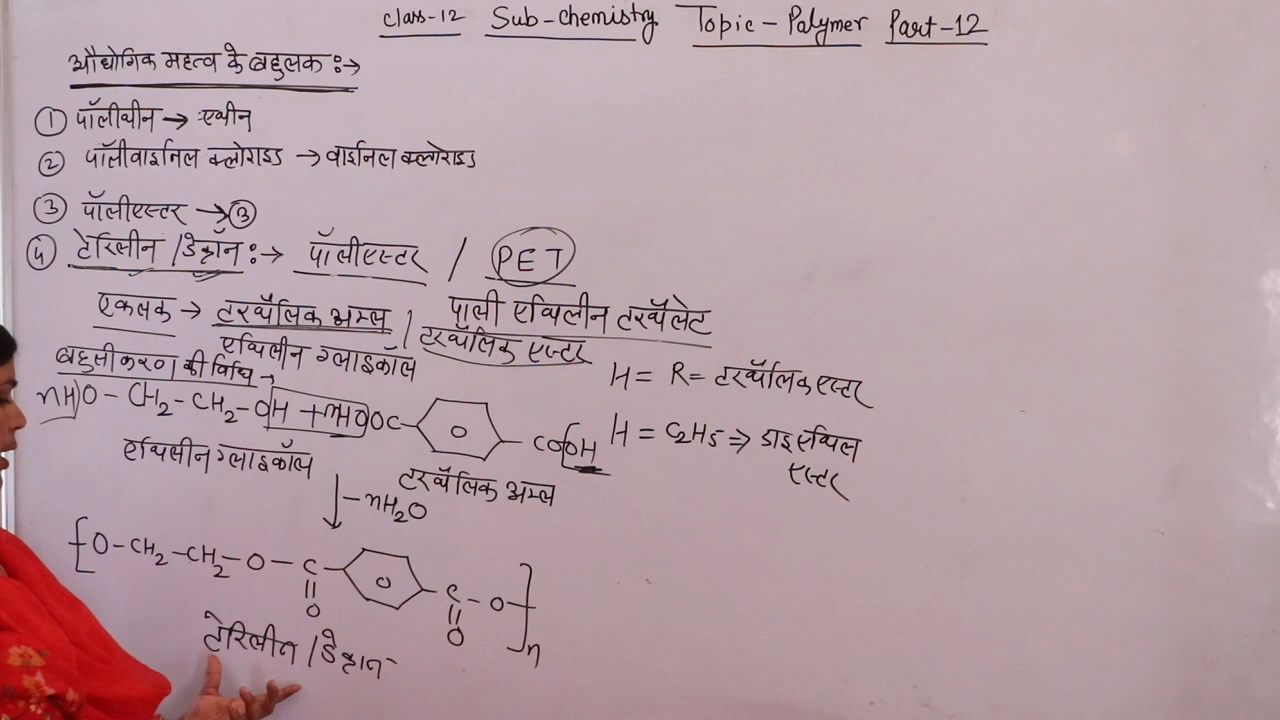 Class-12 Sub-chemistry Topic-Polymer Part-12
औधोगिक महत्व के बहुलक :→
① पॉलीथीन → एथीन
② पॉलीवाइनिल क्लोराइड → वाइनिल क्लोराइड
③ पॉलीएस्टर → ③
④ टेरिलीन / डेक्रॉन :→ पॉलीएस्टर / PET
एकलक → टरथैलिक अम्ल / पाली एथिलीन टरथैलेट
एथिलीन ग्लाइकॉल टरथैलिक एस्टर
बहुलीकरण की विधि →
H = R = टरथैलिक एस्टर
nHO - CH2 - CH2 - OH + nHOOC - COOH
H = C2H5 ⇒ डाइएथिल
एस्टर
एथिलीन ग्लाइकॉल टरथैलिक अम्ल
↓ -nH2O
[O-CH2-CH2-O-C-C-O-]n
O O
टेरिलीन / डेक्रान